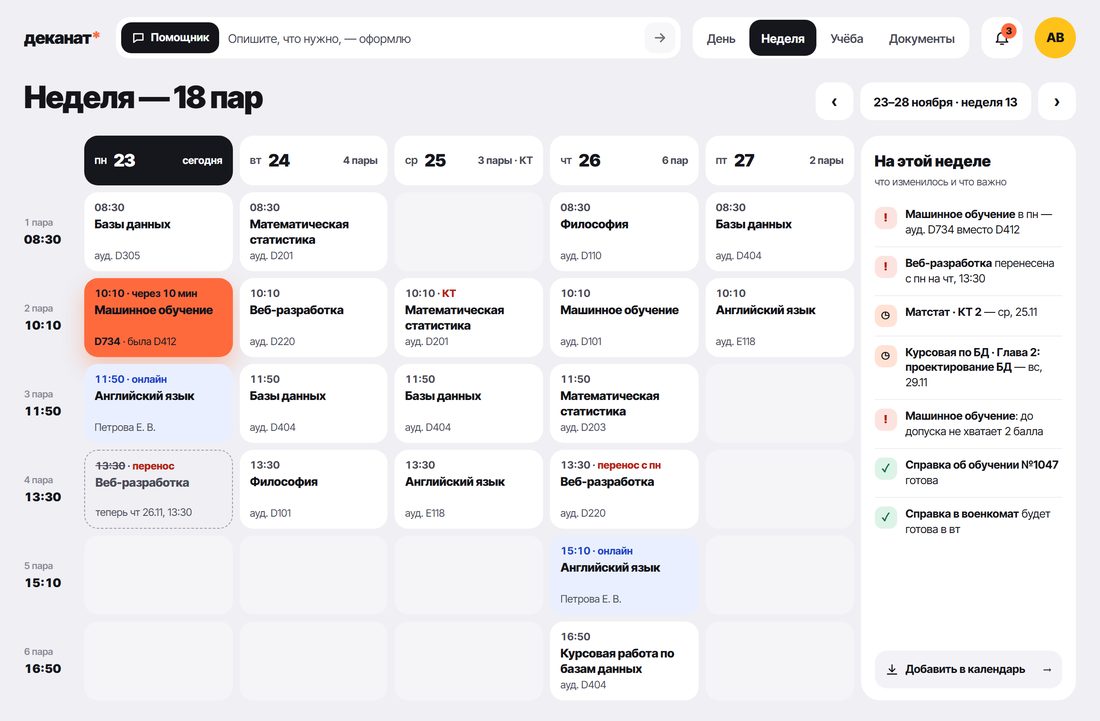 деканат*
Помощник
Опишите, что нужно, — оформлю
→
День
Неделя
Учёба
Документы
3
АВ
Неделя — 18 пар
‹
23–28 ноября · неделя 13
›
пн 23 сегодня
вт 24 4 пары
ср 25 3 пары · КТ
чт 26 6 пар
пт 27 2 пары
1 пара
08:30
08:30
Базы данных
ауд. D305
08:30
Математическая
статистика
ауд. D201
08:30
Философия
ауд. D110
08:30
Базы данных
ауд. D404
2 пара
10:10
10:10 · через 10 мин
Машинное обучение
D734 · была D412
10:10
Веб-разработка
ауд. D220
10:10 · КТ
Математическая
статистика
ауд. D201
10:10
Машинное обучение
ауд. D101
10:10
Английский язык
ауд. E118
3 пара
11:50
11:50 · онлайн
Английский язык
Петрова Е. В.
11:50
Базы данных
ауд. D404
11:50
Базы данных
ауд. D404
11:50
Математическая
статистика
ауд. D203
4 пара
13:30
13:30 · перенос
Веб-разработка
теперь чт 26.11, 13:30
13:30
Философия
ауд. D101
13:30
Английский язык
ауд. E118
13:30 · перенос с пн
Веб-разработка
ауд. D220
5 пара
15:10
15:10 · онлайн
Английский язык
Петрова Е. В.
6 пара
16:50
16:50
Курсовая работа по
базам данных
ауд. D404
На этой неделе
что изменилось и что важно
! Машинное обучение в пн —
ауд. D734 вместо D412
! Веб-разработка перенесена
с пн на чт, 13:30
Матстат · КТ 2 — ср, 25.11
Курсовая по БД · Глава 2:
проектирование БД — вс,
29.11
! Машинное обучение: до
допуска не хватает 2 балла
✓ Справка об обучении №1047
готова
✓ Справка в военкомат будет
готова в вт
Добавить в календарь →